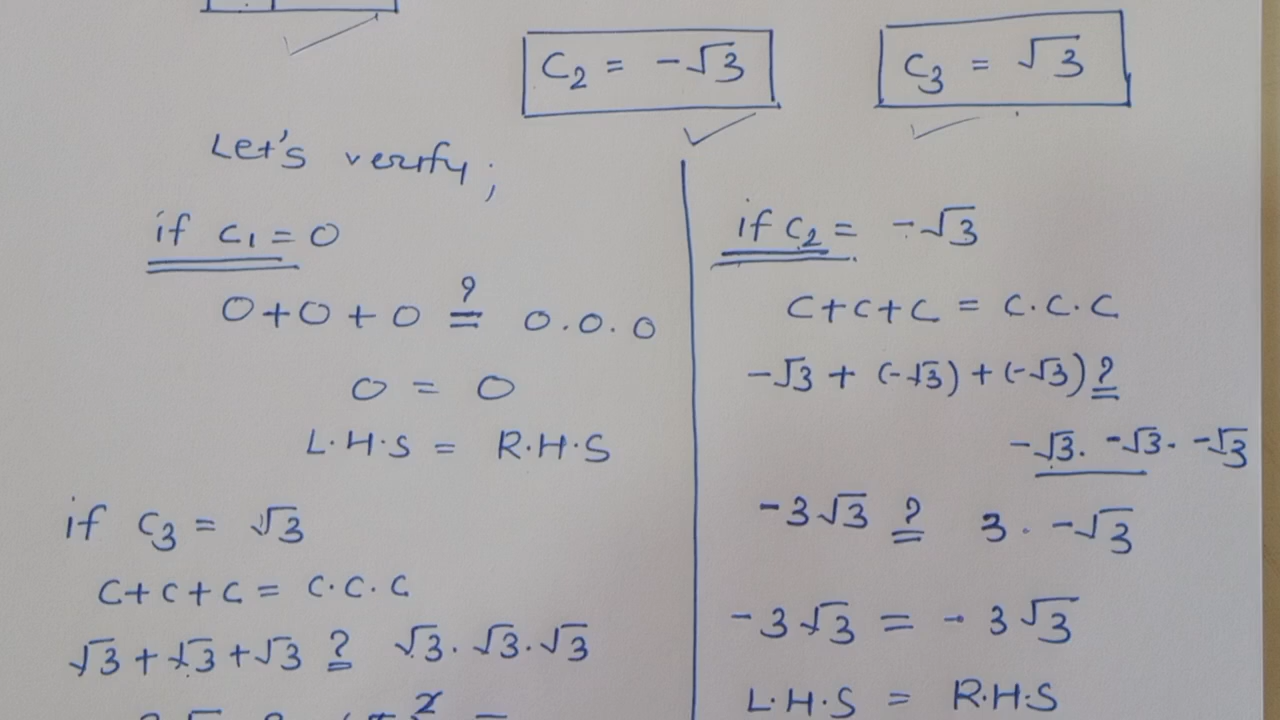 C₂ = -√3
C₃ = √3
Let's verify;
if C₁ = 0
0+0+0 ≟ 0.0.0
0 = 0
L.H.S = R.H.S
if C₃ = √3
C+C+C = C.C.C
√3+√3+√3 ≟ √3.√3.√3
if C₂ = -√3
C+C+C = C.C.C
-√3 + (-√3) + (-√3) ≟
-√3. -√3. -√3
-3√3 ≟ 3. -√3
-3√3 = -3√3
L.H.S = R.H.S